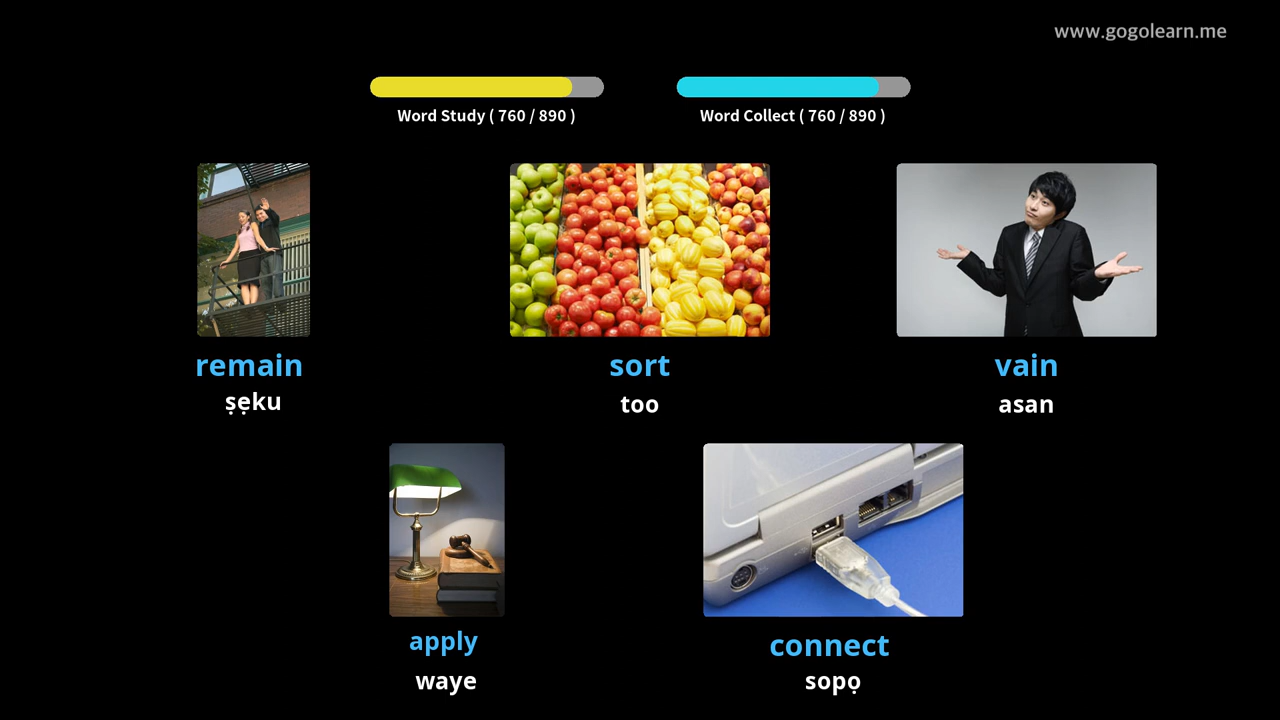 www.gogolearn.me
Word Study ( 760 / 890 )
Word Collect ( 760 / 890 )
remain
ṣẹku
sort
too
vain
asan
apply
waye
connect
sopọ